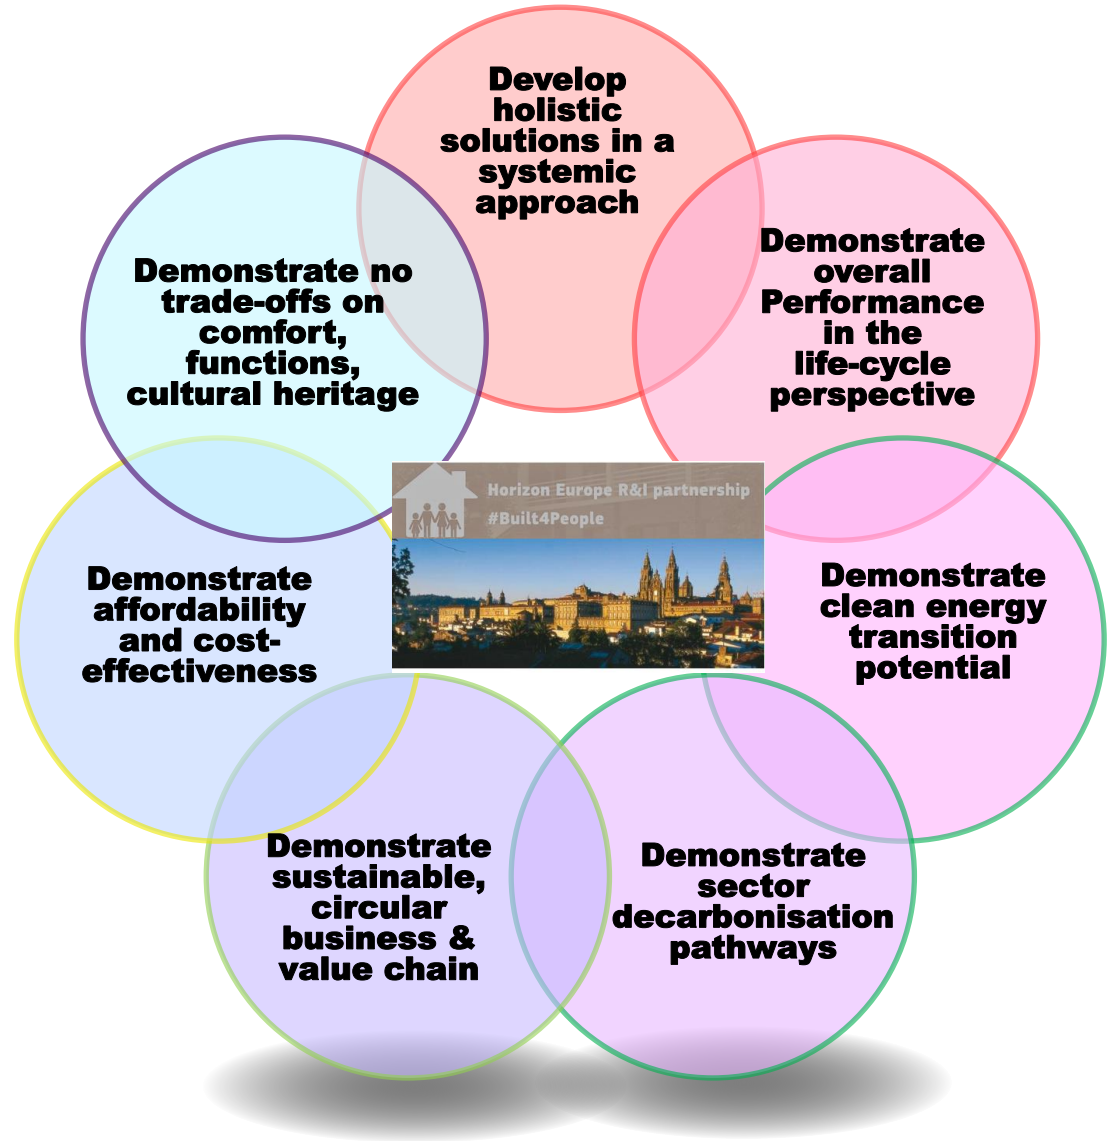 Develop
holistic
solutions in a
systemic
approach
Demonstrate
overall
Performance
in the
life-cycle
perspective
Demonstrate
clean energy
transition
potential
Demonstrate
sector
decarbonisation
pathways
Demonstrate
sustainable,
circular
business &
value chain
Demonstrate
affordability
and cost-
effectiveness
Demonstrate no
trade-offs on
comfort,
functions,
cultural heritage
Horizon Europe R&I partnership
#Built4People